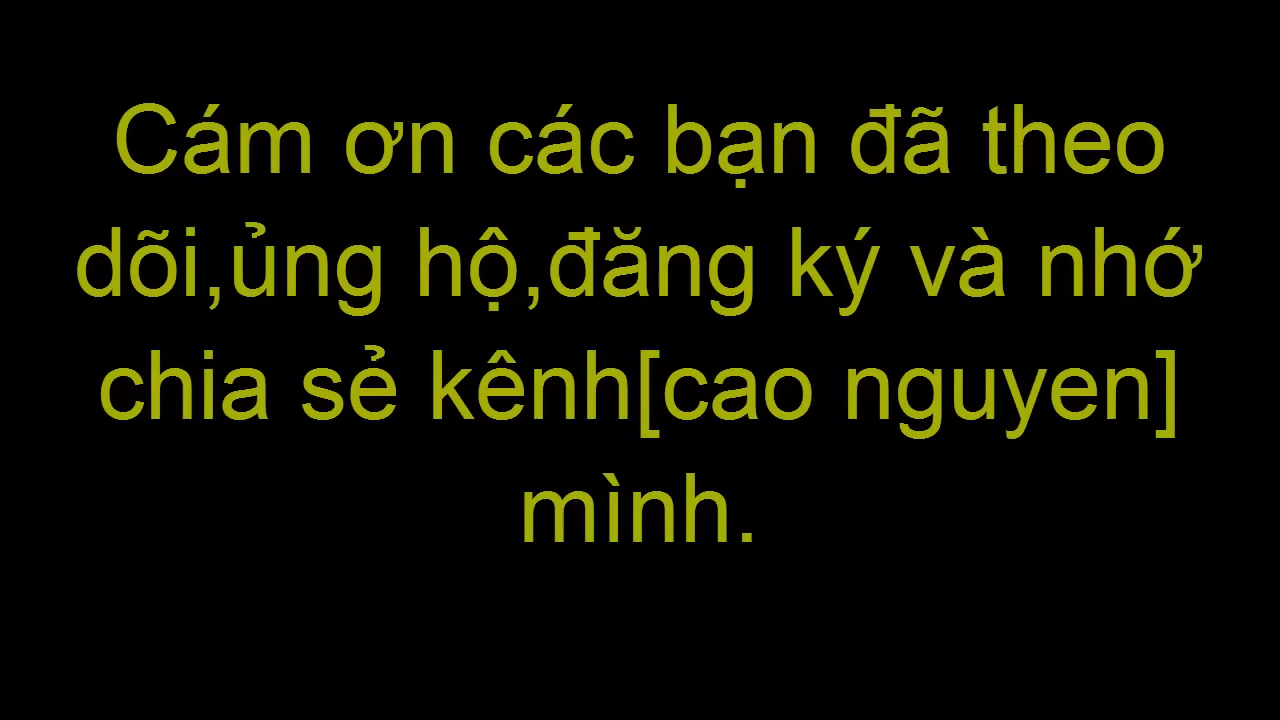 Cám ơn các bạn đã theo
dõi,ủng hộ,đăng ký và nhớ
chia sẻ kênh[cao nguyen]
mình.